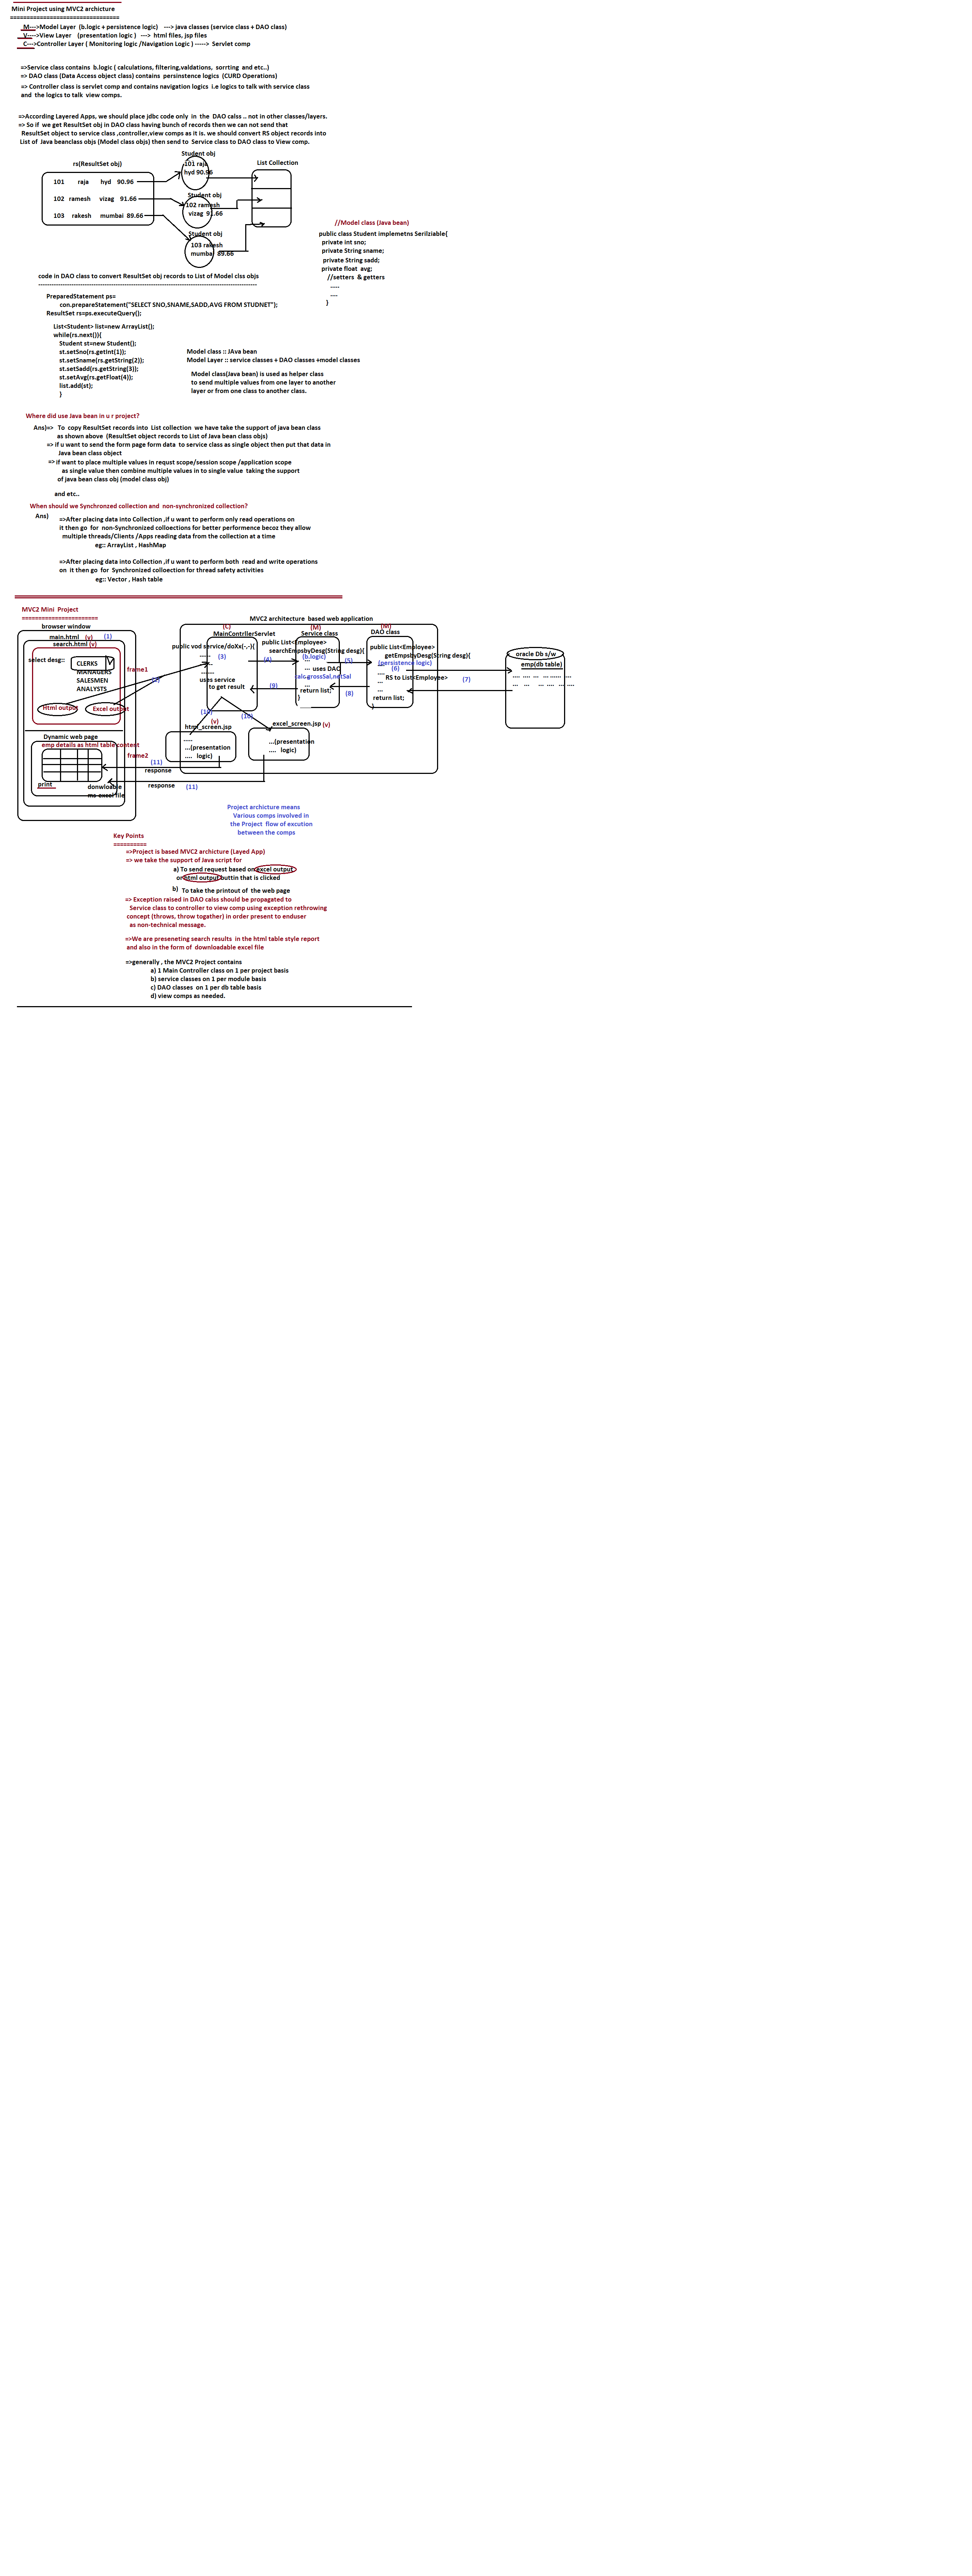 Mini Project using MVC2 archicture
==================================
M--->Model Layer (b.logic + persistence logic) ---> java classes (service class + DAO class)
V---->View Layer (presentation logic ) ---> html files, jsp files
C--->Controller Layer ( Monitoring logic /Navigation Logic ) -----> Servlet comp
=>Service class contains b.logic ( calculations, filtering,valdations, sorrting and etc..)
=> DAO class (Data Access object class) contains persinstence logics (CURD Operations)
=> Controller class is servlet comp and contains navigation logics i.e logics to talk with service class
and the logics to talk view comps.
=>According Layered Apps, we should place jdbc code only in the DAO calss .. not in other classes/layers.
=> So if we get ResultSet obj in DAO class having bunch of records then we can not send that
ResultSet object to service class ,controller,view comps as it is. we should convert RS object records into
List of Java beanclass objs (Model class objs) then send to Service class to DAO class to View comp.
rs(ResultSet obj)
Student obj
List Collection
101 raja hyd 90.96
102 ramesh vizag 91.66
103 rakesh mumbai 89.66
101 raja
hyd 90.96
Student obj
102 ramesh
vizag 91.66
Student obj
103 rakesh
mumbai 89.66
//Model class (Java bean)
public class Student implemetns Serilziable{
private int sno;
private String sname;
private String sadd;
private float avg;
//setters & getters
.....
....
}
code in DAO class to convert ResultSet obj records to List of Model clss objs
------------------------------------------------------------------------------------------
PreparedStatement ps=
con.prepareStatement("SELECT SNO,SNAME,SADD,AVG FROM STUDNET");
ResultSet rs=ps.executeQuery();
List<Student> list=new ArrayList();
while(rs.next()){
Student st=new Student();
st.setSno(rs.getInt(1));
st.setSname(rs.getString(2));
st.setSadd(rs.getString(3));
st.setAvg(rs.getFloat(4));
list.add(st);
}
Model class :: JAva bean
Model Layer :: service classes + DAO classes +model classes
Model class(Java bean) is used as helper class
to send multiple values from one layer to another
layer or from one class to another class.
Where did use Java bean in u r project?
Ans)=> To copy ResultSet records into List collection we have take the support of java bean class
as shown above (ResultSet object records to List of Java bean class objs)
=> if u want to send the form page form data to service class as single object then put that data in
Java bean class object
=> if want to place multiple values in requst scope/session scope /application scope
as single value then combine multiple values in to single value taking the support
of java bean class obj (model class obj)
and etc..
When should we Synchronzed collection and non-synchronized collection?
Ans)
=>After placing data into Collection ,if u want to perform only read operations on
it then go for non-Synchronized colloections for better performence becoz they allow
multiple threads/Clients /Apps reading data from the collection at a time
eg:: ArrayList , HashMap
=>After placing data into Collection ,if u want to perform both read and write operations
on it then go for Synchronized colloection for thread safety activities
eg:: Vector , Hash table
MVC2 Mini Project
=======================
browser window
main.html (v) (1)
search.html (v)
select desg::
CLERKS
MANAGERS
SALESMEN
ANALYSTS
frame1
Html output
Excel output
Dynamic web page
emp details as html table content
frame2
print
donwloable
ms-excel file
(2)
MVC2 architecture based web application
(C)
MainContrllerServlet
public vod service/doXx(-,-){
----- (3)
-----
......
uses service
to get result
(4)
(9)
(M)
Service class
public List<Employee>
searchEmpsbyDesg(String desg){
(b.logic)
...
... uses DAO
calc.grossSal,netSal
...
return list;
}
......
(5)
(8)
(M)
DAO class
public List<Employee>
getEmpsbyDesg(String desg){
(persistence logic)
.... (6)
.... RS to List<Employee>
...
...
return list;
}
(7)
oracle Db s/w
emp(db table)
.... .... ... ... ...... ...
... ... ... .... ... ....
(10)
(10)
(v)
html_screen.jsp
.....
...(presentation
.... logic)
excel_screen.jsp (v)
...(presentation
.... logic)
(11)
response
response (11)
Project archicture means
Various comps involved in
the Project flow of excution
between the comps
Key Points
==========
=>Project is based MVC2 archicture (Layed App)
=> we take the support of Java script for
a) To send request based on excel output
or html output buttin that is clicked
b) To take the printout of the web page
=> Exception raised in DAO calss should be propagated to
Service class to controller to view comp using exception rethrowing
concept (throws, throw togather) in order present to enduser
as non-technical message.
=>We are preseneting search results in the html table style report
and also in the form of downloadable excel file
=>generally , the MVC2 Project contains
a) 1 Main Controller class on 1 per project basis
b) service classes on 1 per module basis
c) DAO classes on 1 per db table basis
d) view comps as needed.